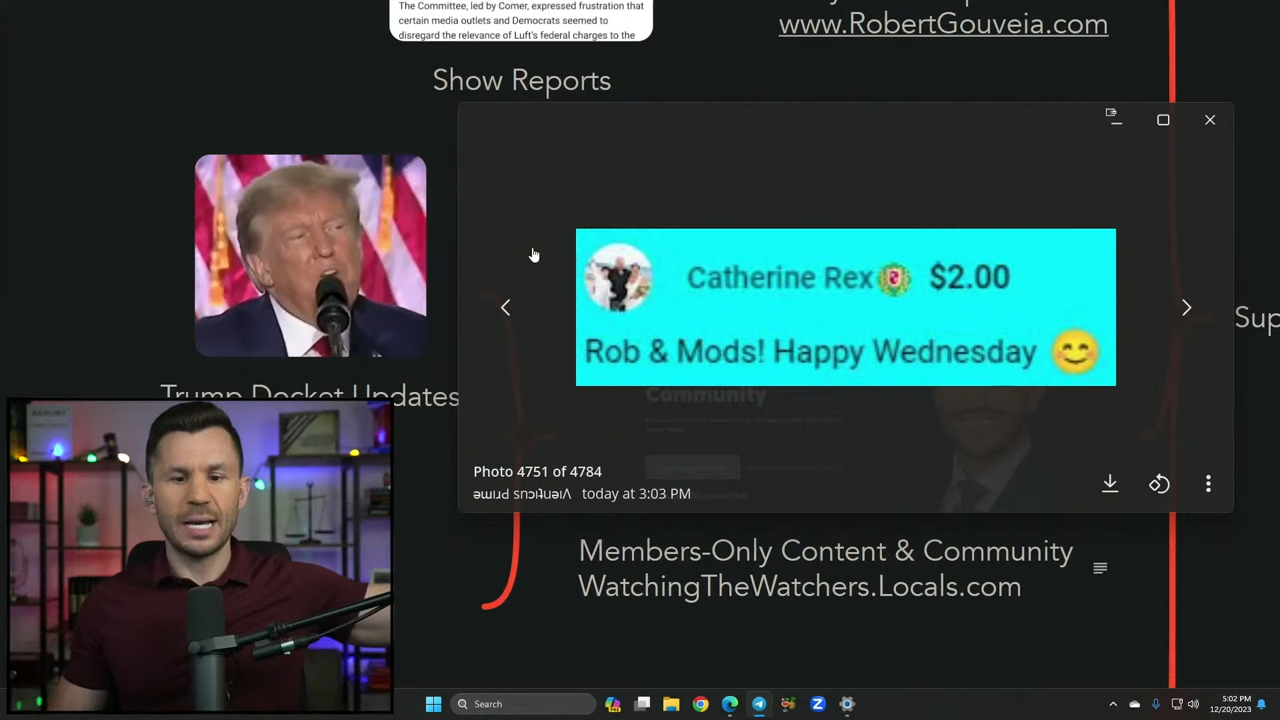 The Committee, led by Comer, expressed frustration that
certain media outlets and Democrats seemed to
disregard the relevance of Luft's federal charges to the
www.RobertGouveia.com
Show Reports
Catherine Rex $2.00
Rob & Mods! Happy Wednesday 😊
Sup
Trump Docket Updates
Community
Photo 4751 of 4784
today at 3:03 PM
Members-Only Content & Community
WatchingTheWatchers.Locals.com
Search
5:02 PM
12/20/2023